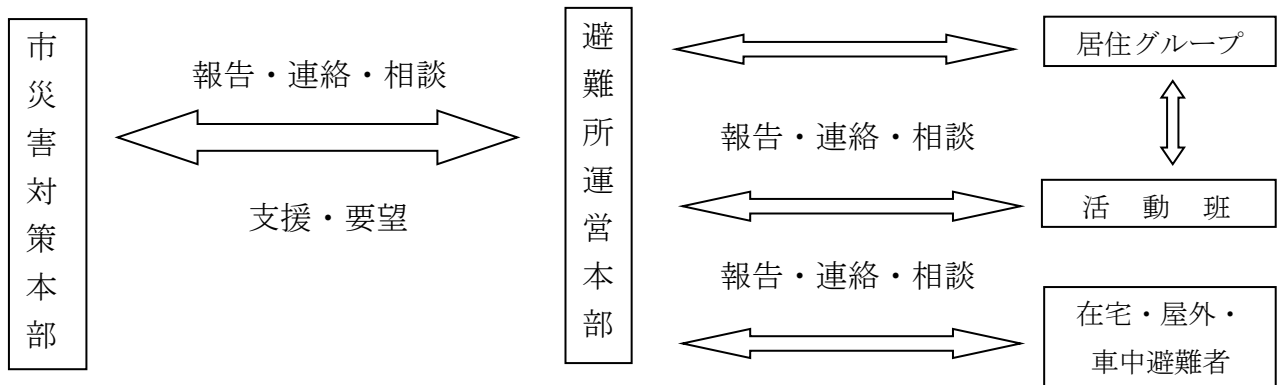 市災害対策本部
報告・連絡・相談
支援・要望
避難所運営本部
報告・連絡・相談
報告・連絡・相談
居住グループ
活動班
在宅・屋外・
車中避難者